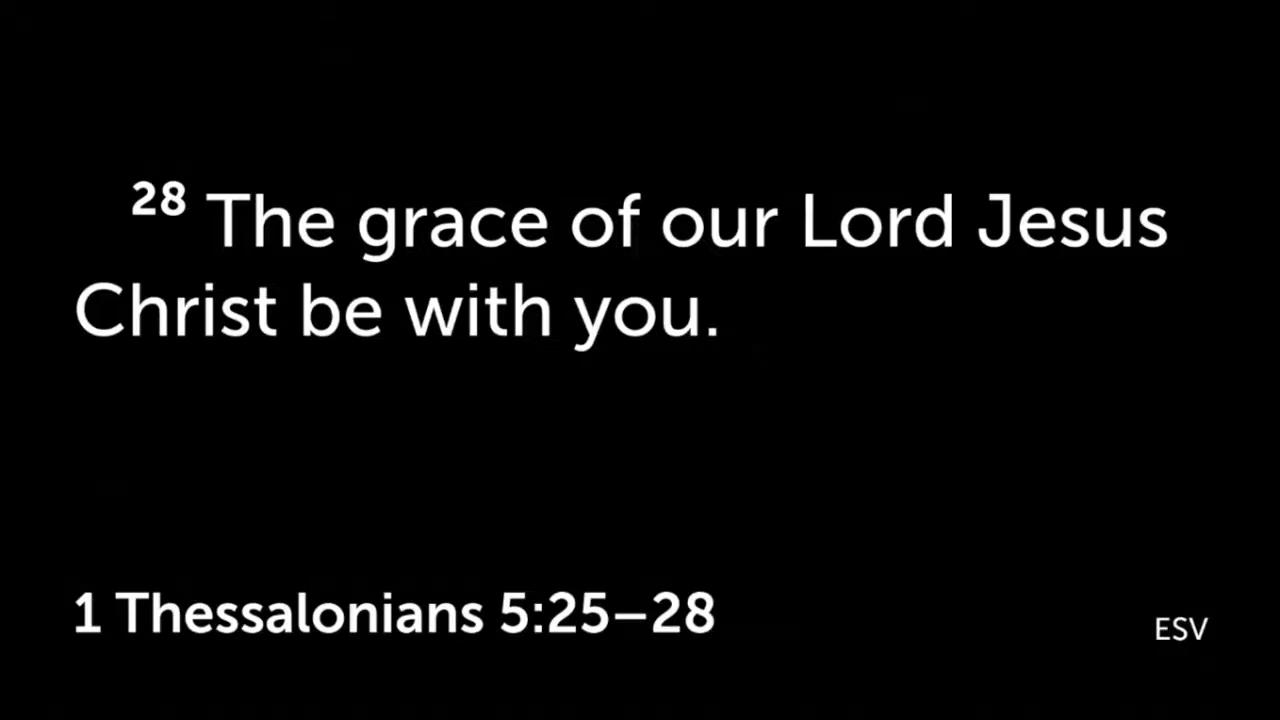 28 The grace of our Lord Jesus
Christ be with you.
1 Thessalonians 5:25–28
ESV